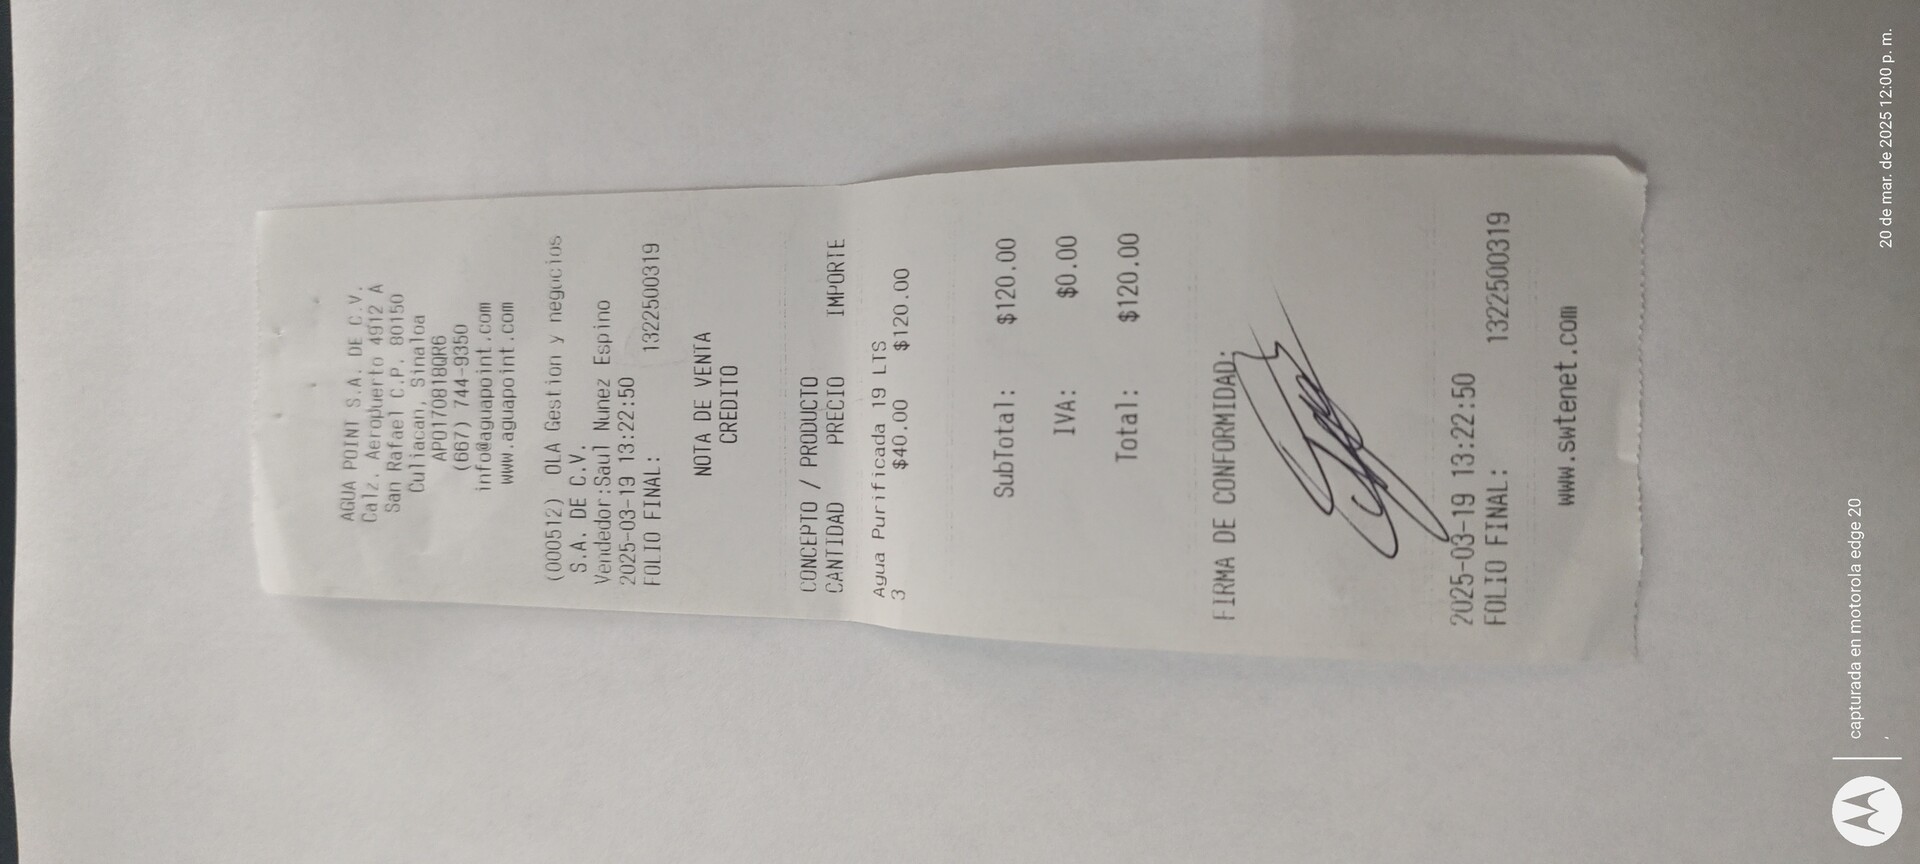 AGUA POINT S.A. DE C.V.
Calz. Aeropuerto 4912 A
San Rafael C.P. 80150
Culiacan, Sinaloa
APO170818QR6
(667) 744-9350
info@aguapoint.com
www.aguapoint.com
(000512) OLA Gestion y negocios
S.A. DE C.V.
Vendedor:Saul Nunez Espino
2025-03-19 13:22:50
FOLIO FINAL: 1322500319
NOTA DE VENTA
CREDITO
CONCEPTO / PRODUCTO
CANTIDAD PRECIO IMPORTE
Agua Purificada 19 LTS
3 $40.00 $120.00
SubTotal: $120.00
IVA: $0.00
Total: $120.00
FIRMA DE CONFORMIDAD:
2025-03-19 13:22:50
FOLIO FINAL: 1322500319
www.swtenet.com
capturada en motorola edge 20
,
20 de mar. de 2025 12:00 p. m.